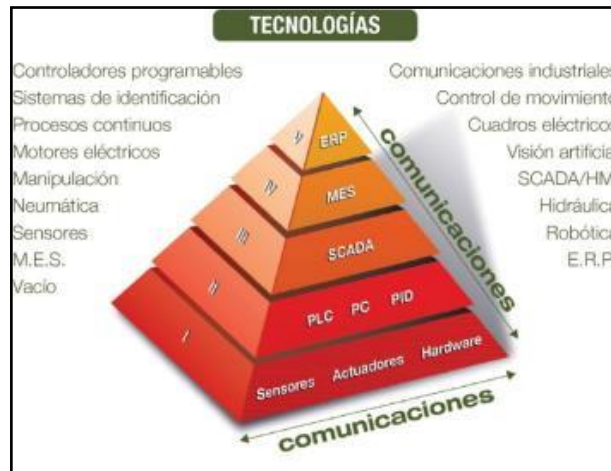 TECNOLOGÍAS
Controladores programables
Sistemas de identificación
Procesos continuos
Motores eléctricos
Manipulación
Neumática
Sensores
M.E.S.
Vacío
Comunicaciones industriales
Control de movimiento
Cuadros eléctricos
Visión artificial
SCADA/HM
Hidráulica
Robótica
E.R.P
V ERP
IV MES
III SCADA
II PLC PC PID
I Sensores Actuadores Hardware
comunicaciones
comunicaciones